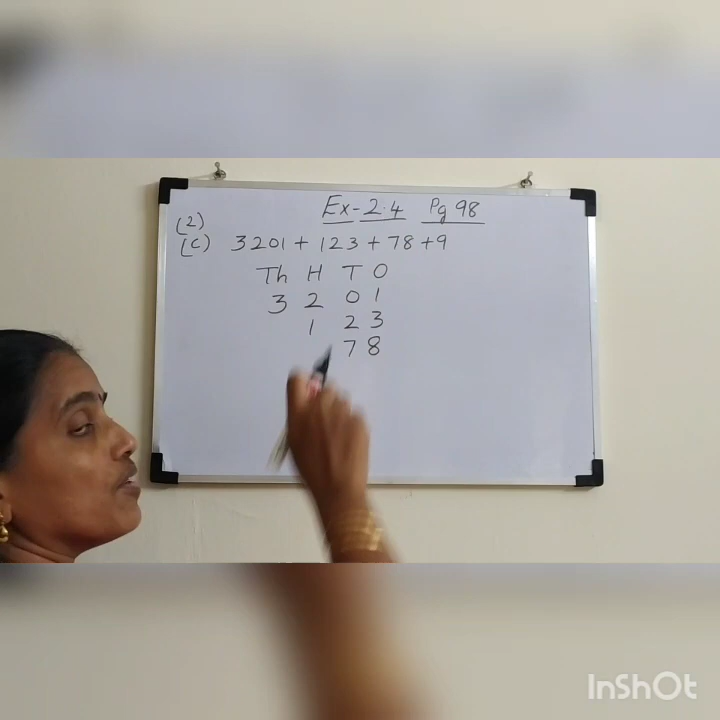 Ex-2.4 Pg 98
(2)
(c) 3201 + 123 + 78 + 9
Th H T O
3 2 0 1
1 2 3
7 8
InShOt